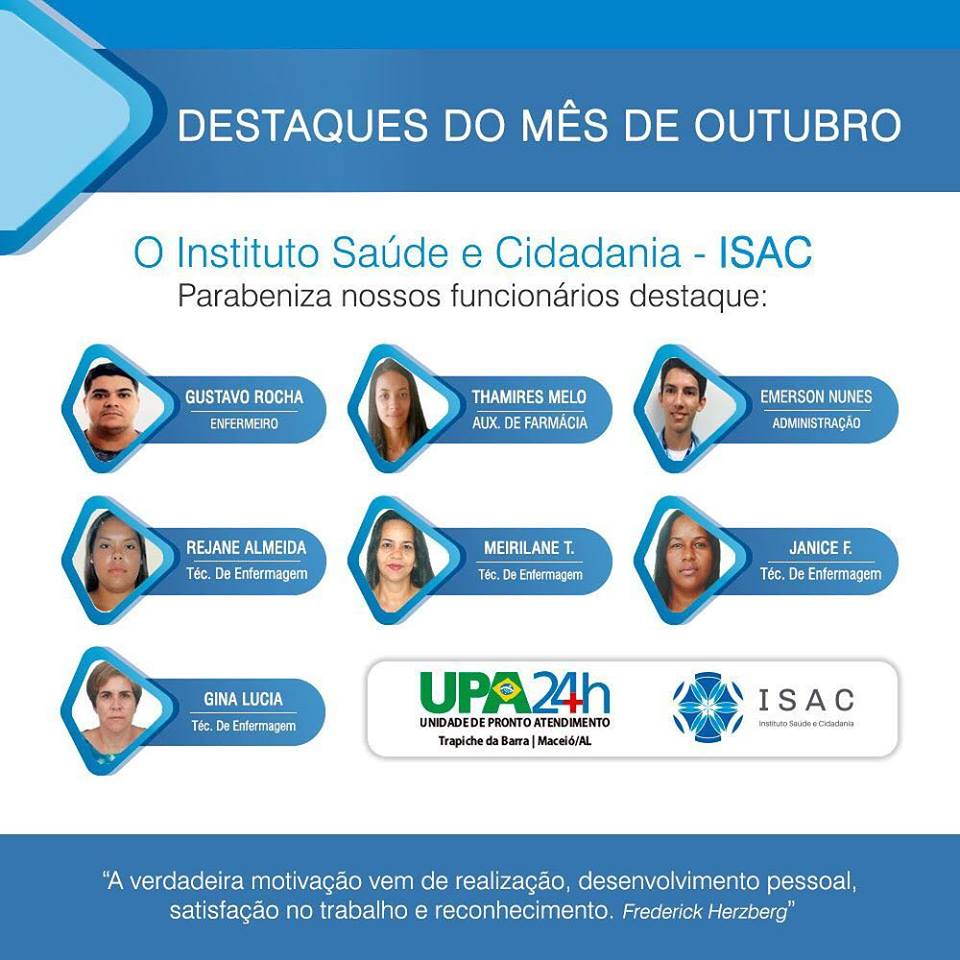 DESTAQUES DO MÊS DE OUTUBRO
O Instituto Saúde e Cidadania - ISAC
Parabeniza nossos funcionários destaque:
GUSTAVO ROCHA
ENFERMEIRO
THAMIRES MELO
AUX. DE FARMÁCIA
EMERSON NUNES
ADMINISTRAÇÃO
REJANE ALMEIDA
Téc. De Enfermagem
MEIRILANE T.
Téc. De Enfermagem
JANICE F.
Téc. De Enfermagem
GINA LUCIA
Téc. De Enfermagem
UPA 24h
UNIDADE DE PRONTO ATENDIMENTO
Trapiche da Barra | Maceió/AL
ISAC
Instituto Saúde e Cidadania
“A verdadeira motivação vem de realização, desenvolvimento pessoal,
satisfação no trabalho e reconhecimento. Frederick Herzberg”